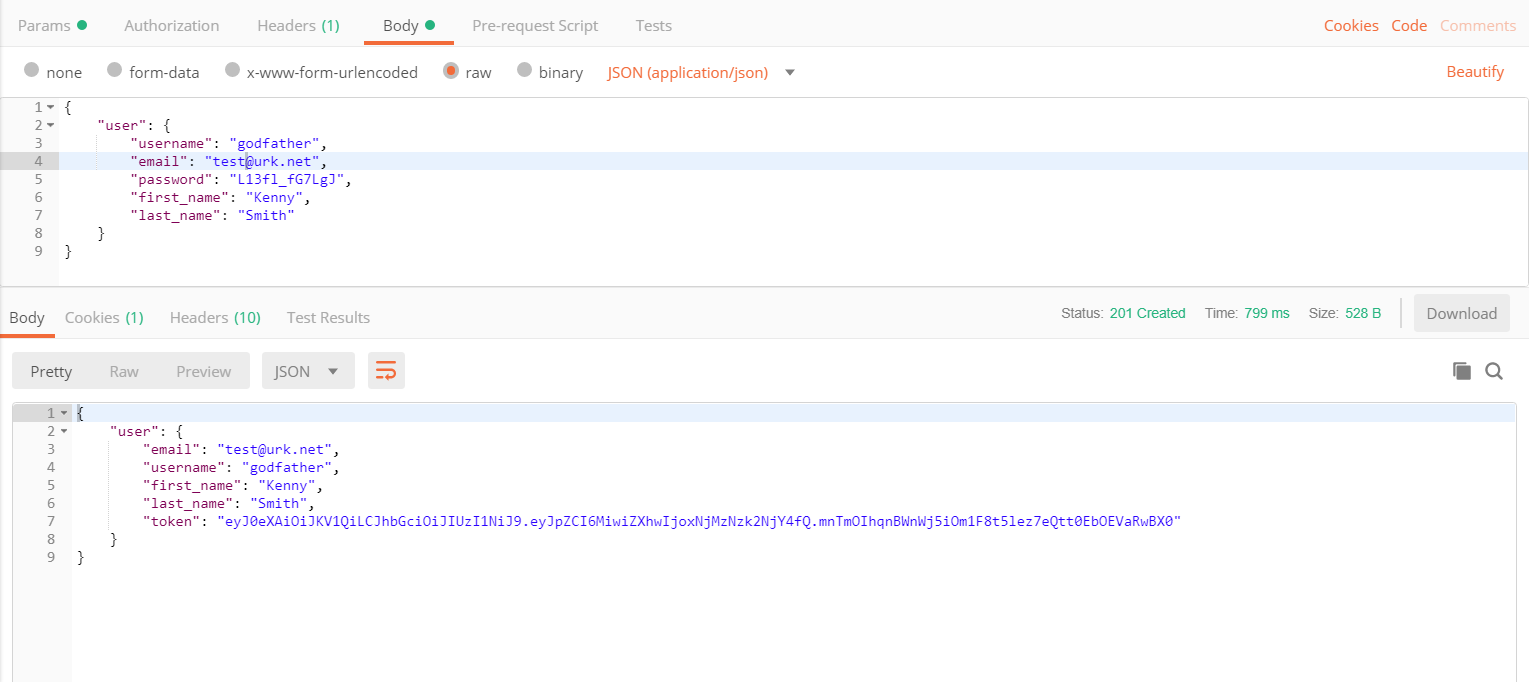 Params Authorization Headers (1) Body Pre-request Script Tests Cookies Code Comments
none form-data x-www-form-urlencoded raw binary JSON (application/json) Beautify
1 {
2 "user": {
3 "username": "godfather",
4 "email": "test@urk.net",
5 "password": "L13fl_fG7LgJ",
6 "first_name": "Kenny",
7 "last_name": "Smith"
8 }
9 }
Body Cookies (1) Headers (10) Test Results Status: 201 Created Time: 799 ms Size: 528 B Download
Pretty Raw Preview JSON
1 {
2 "user": {
3 "email": "test@urk.net",
4 "username": "godfather",
5 "first_name": "Kenny",
6 "last_name": "Smith",
7 "token": "eyJ0eXAiOiJKV1QiLCJhbGciOiJIUzI1NiJ9.eyJpZCI6MiwiZXhwIjoxNjMzNzk2NjY4fQ.mnTmOIhqnBWnWj5iOm1F8t5lez7eQtt0EbOEVaRwBX0"
8 }
9 }